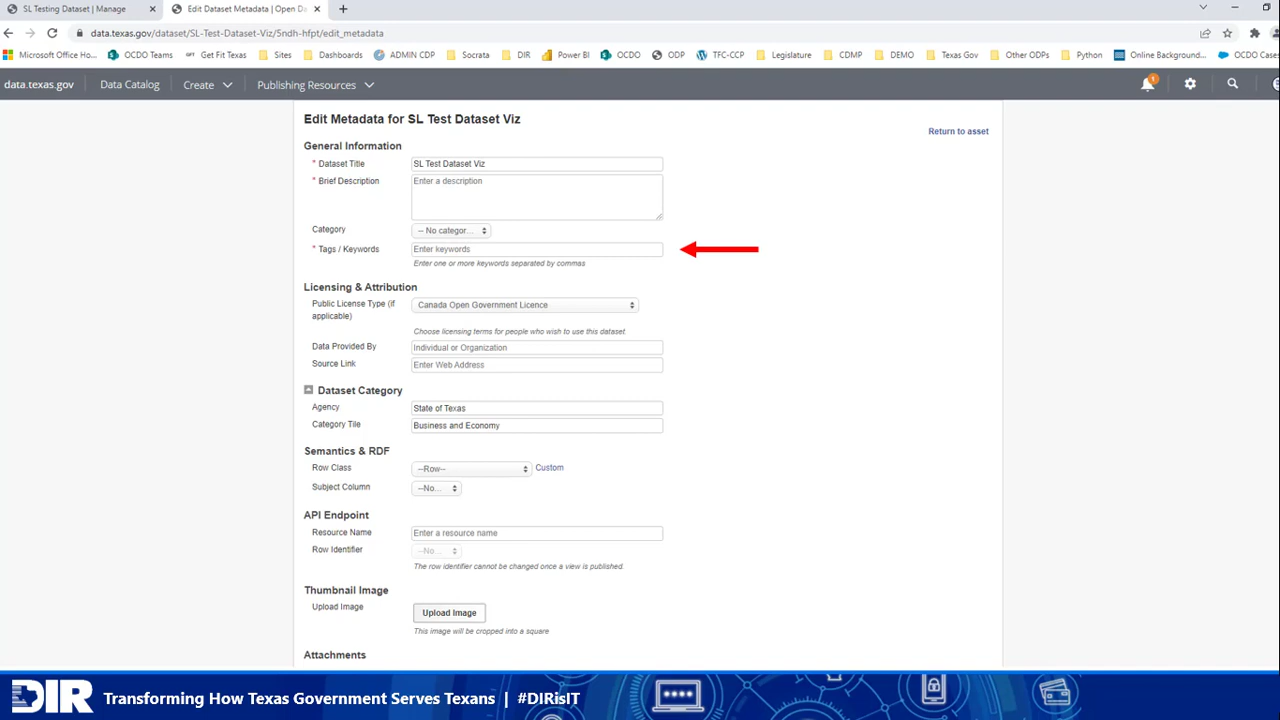 SL Testing Dataset | Manage
Edit Dataset Metadata | Open Da
data.texas.gov/dataset/SL-Test-Dataset-Viz/5ndh-hfpt/edit_metadata
Microsoft Office Ho... OCDO Teams Get Fit Texas Sites Dashboards ADMIN CDP Socrata DIR Power BI OCDO ODP TFC-CCP Legislature CDMP DEMO Texas Gov Other ODPs Python Online Background... OCDO Cases
data.texas.gov Data Catalog Create Publishing Resources 1
Edit Metadata for SL Test Dataset Viz
Return to asset
General Information
* Dataset Title SL Test Dataset Viz
* Brief Description Enter a description
Category -- No categor...
* Tags / Keywords Enter keywords
Enter one or more keywords separated by commas
Licensing & Attribution
Public License Type (if applicable) Canada Open Government Licence
Choose licensing terms for people who wish to use this dataset.
Data Provided By Individual or Organization
Source Link Enter Web Address
Dataset Category
Agency State of Texas
Category Tile Business and Economy
Semantics & RDF
Row Class --Row-- Custom
Subject Column --No...
API Endpoint
Resource Name Enter a resource name
Row Identifier --No...
The row identifier cannot be changed once a view is published.
Thumbnail Image
Upload Image Upload Image
This image will be cropped into a square
Attachments
DIR Transforming How Texas Government Serves Texans | #DIRisIT